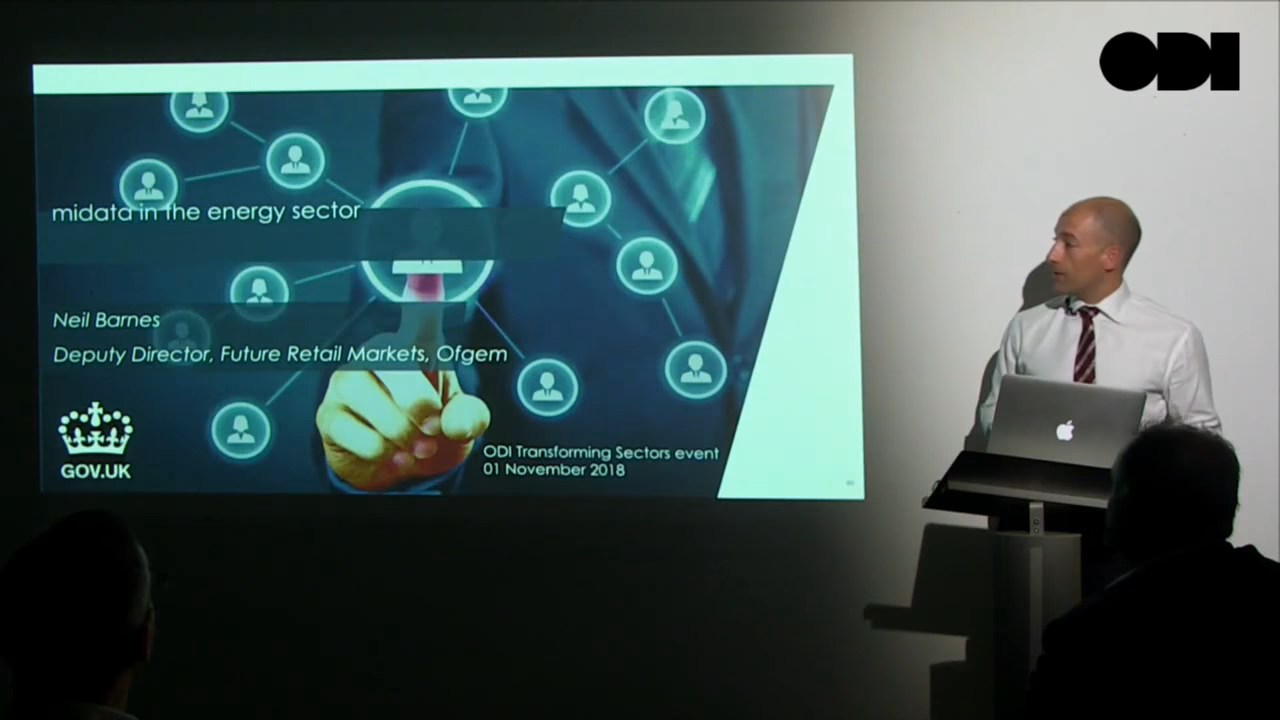 ODI
midata in the energy sector
Neil Barnes
Deputy Director, Future Retail Markets, Ofgem
GOV.UK
ODI Transforming Sectors event
01 November 2018